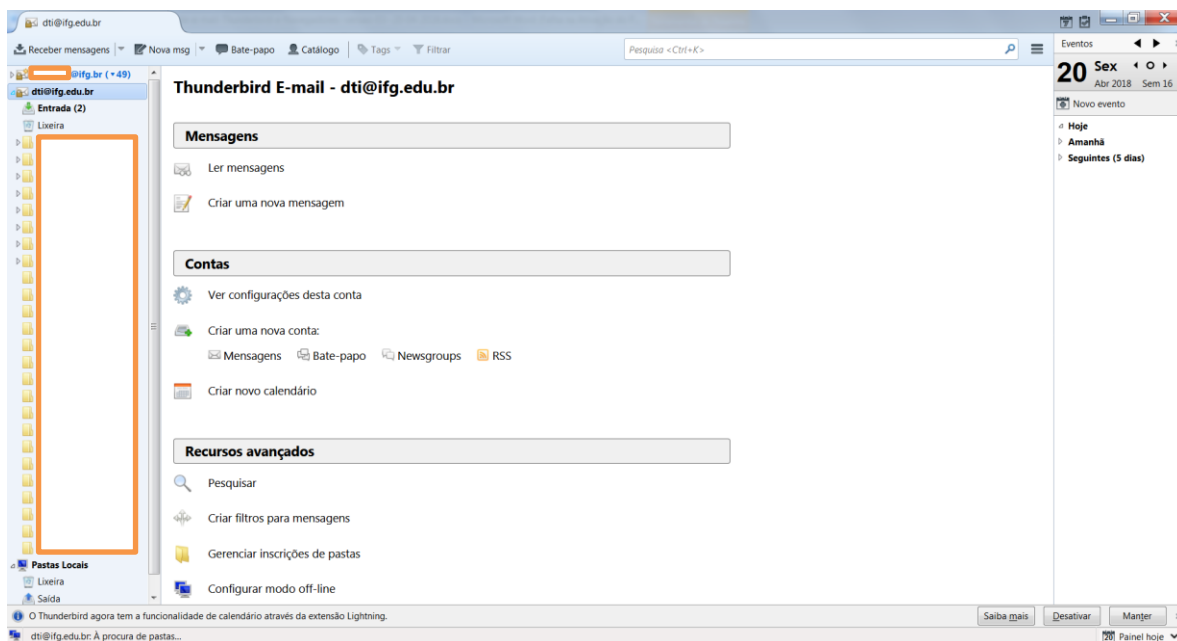 dti@ifg.edu.br
Receber mensagens Nova msg Bate-papo Catálogo Tags Filtrar Pesquisa <Ctrl+K>
@ifg.br (49)
dti@ifg.edu.br
Entrada (2)
Lixeira
Pastas Locais
Lixeira
Saída
Thunderbird E-mail - dti@ifg.edu.br
Mensagens
Ler mensagens
Criar uma nova mensagem
Contas
Ver configurações desta conta
Criar uma nova conta:
Mensagens Bate-papo Newsgroups RSS
Criar novo calendário
Recursos avançados
Pesquisar
Criar filtros para mensagens
Gerenciar inscrições de pastas
Configurar modo off-line
Eventos
20 Sex
Abr 2018 Sem 16
Novo evento
Hoje
Amanhã
Seguintes (5 dias)
O Thunderbird agora tem a funcionalidade de calendário através da extensão Lightning. Saiba mais Desativar Manter
dti@ifg.edu.br: À procura de pastas... 20 Painel hoje